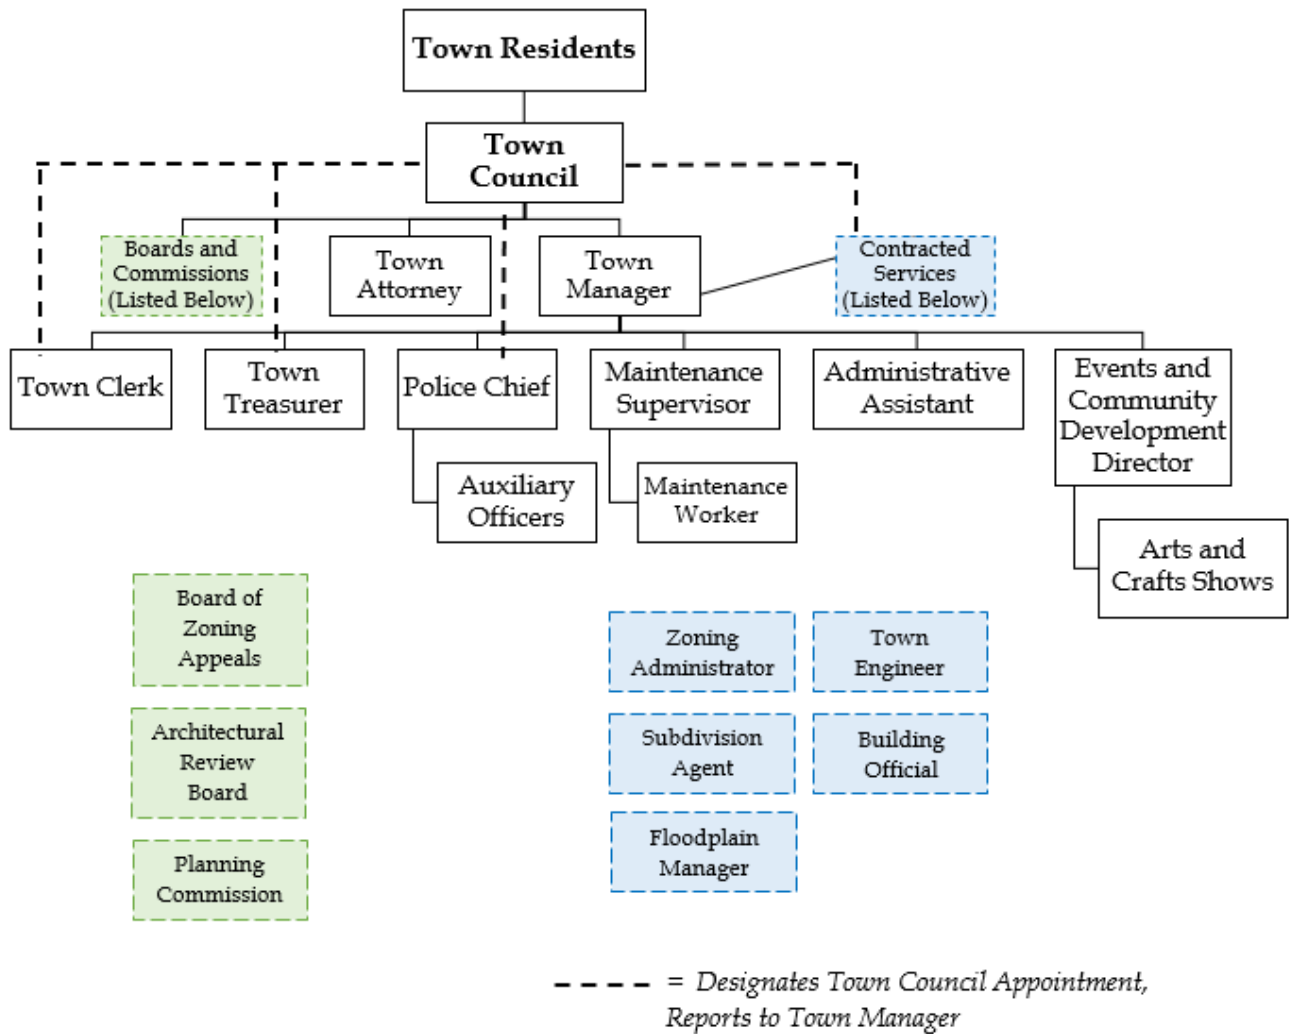 Town Residents
Town
Council
Boards and
Commissions
(Listed Below)
Town
Attorney
Town
Manager
Contracted
Services
(Listed Below)
Town Clerk
Town
Treasurer
Police Chief
Maintenance
Supervisor
Administrative
Assistant
Events and
Community
Development
Director
Auxiliary
Officers
Maintenance
Worker
Arts and
Crafts Shows
Board of
Zoning
Appeals
Architectural
Review
Board
Planning
Commission
Zoning
Administrator
Town
Engineer
Subdivision
Agent
Building
Official
Floodplain
Manager
= Designates Town Council Appointment,
Reports to Town Manager